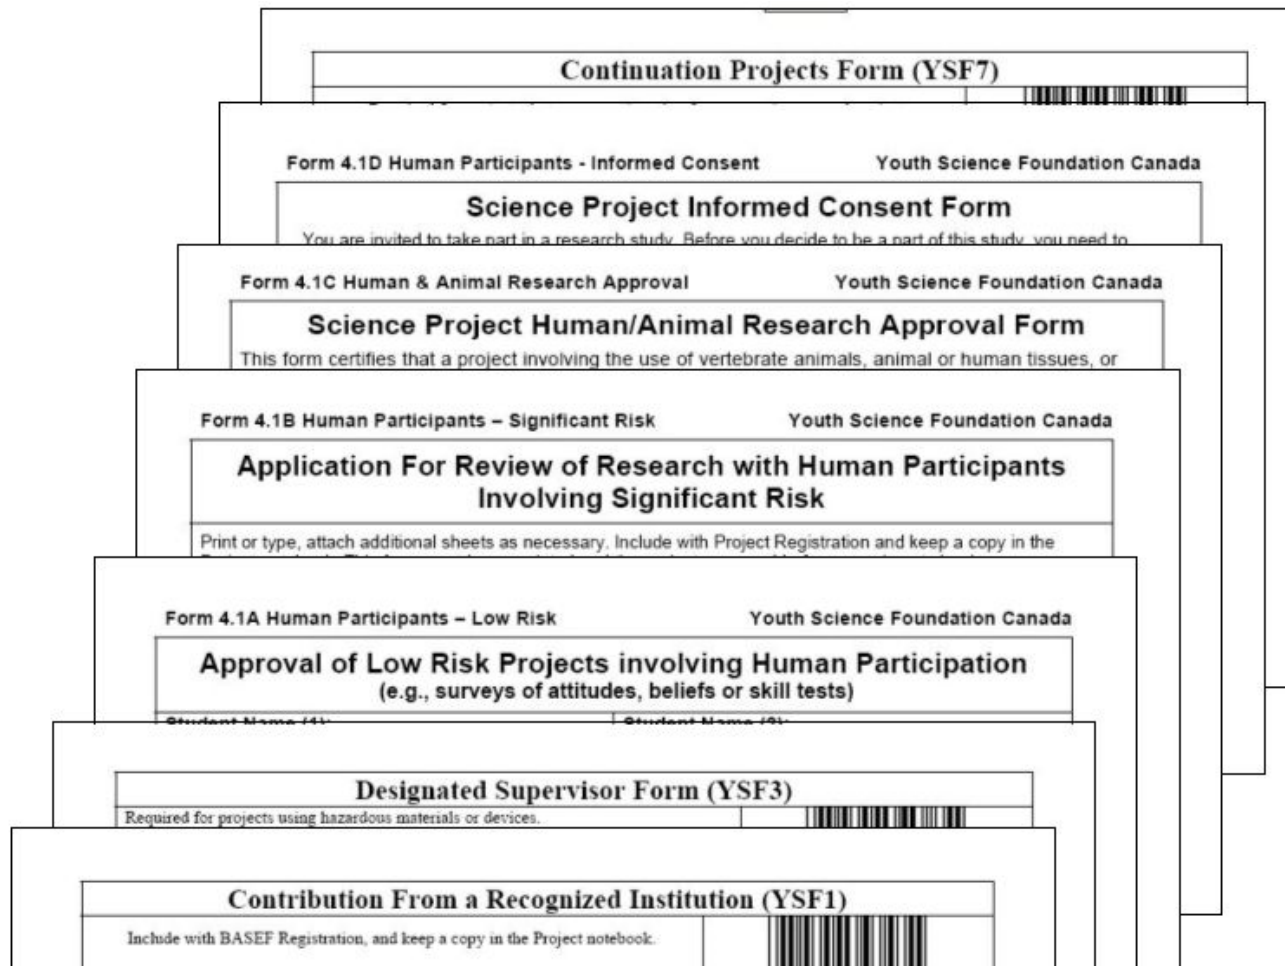 Continuation Projects Form (YSF7)
Form 4.1D Human Participants - Informed Consent Youth Science Foundation Canada
Science Project Informed Consent Form
You are invited to take part in a research study. Before you decide to be a part of this study, you need to
Form 4.1C Human & Animal Research Approval Youth Science Foundation Canada
Science Project Human/Animal Research Approval Form
This form certifies that a project involving the use of vertebrate animals, animal or human tissues, or
Form 4.1B Human Participants – Significant Risk Youth Science Foundation Canada
Application For Review of Research with Human Participants
Involving Significant Risk
Print or type, attach additional sheets as necessary. Include with Project Registration and keep a copy in the
Form 4.1A Human Participants – Low Risk Youth Science Foundation Canada
Approval of Low Risk Projects involving Human Participation
(e.g., surveys of attitudes, beliefs or skill tests)
Student Name (1): Student Name (2):
Designated Supervisor Form (YSF3)
Required for projects using hazardous materials or devices.
Contribution From a Recognized Institution (YSF1)
Include with BASEF Registration, and keep a copy in the Project notebook.